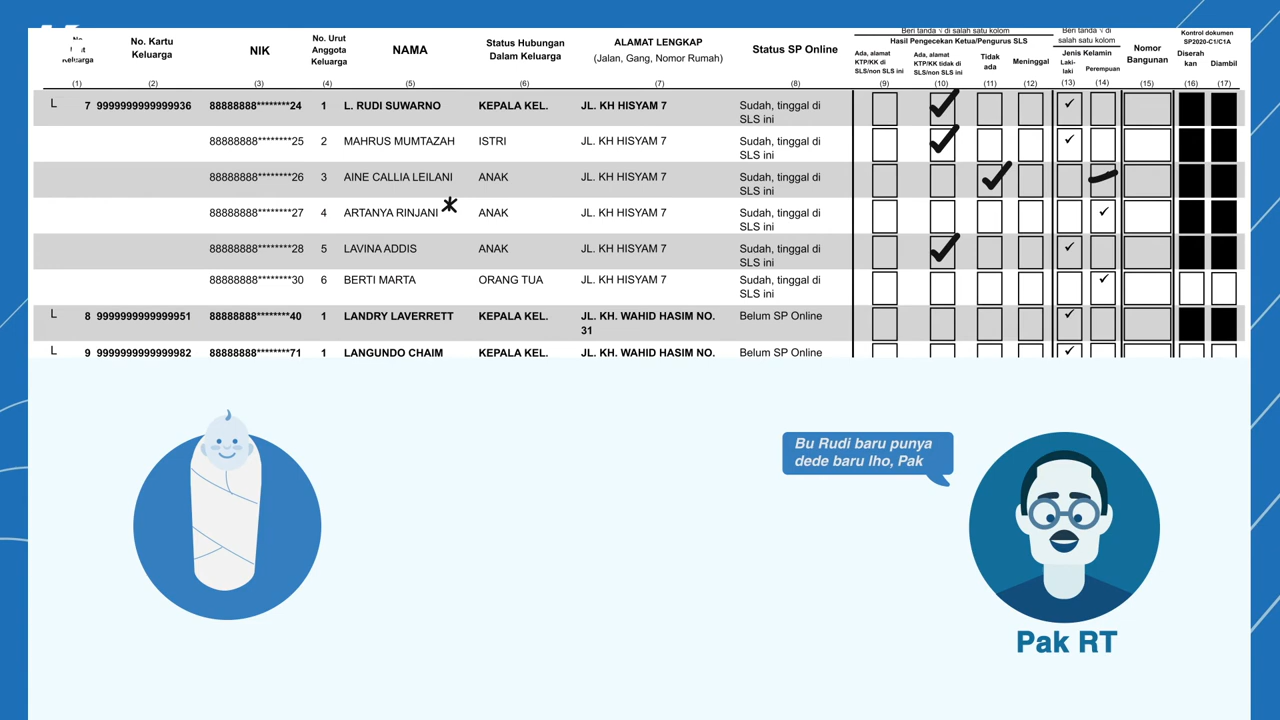 Beri tanda √ di salah satu kolom
Beri tanda √ di
salah satu kolom
Kontrol dokumen
SP2020-C1/C1A
No. Kartu
Keluarga
NIK
No. Urut
Anggota
Keluarga
NAMA
Status Hubungan
Dalam Keluarga
ALAMAT LENGKAP
(Jalan, Gang, Nomor Rumah)
Status SP Online
Hasil Pengecekan Ketua/Pengurus SLS
Ada, alamat
KTP/KK di
SLS/non SLS ini
Ada, alamat
KTP/KK tidak di
SLS/non SLS ini
Tidak
ada
Meninggal
Jenis Kelamin
Laki-
laki
Perempuan
Nomor
Bangunan
Diserah
kan
Diambil
(1) (2) (3) (4) (5) (6) (7) (8) (9) (10) (11) (12) (13) (14) (15) (16) (17)
L 7 9999999999999936 88888888********24 1 L. RUDI SUWARNO KEPALA KEL. JL. KH HISYAM 7 Sudah, tinggal di
SLS ini
88888888********25 2 MAHRUS MUMTAZAH ISTRI JL. KH HISYAM 7 Sudah, tinggal di
SLS ini
88888888********26 3 AINE CALLIA LEILANI ANAK JL. KH HISYAM 7 Sudah, tinggal di
SLS ini
88888888********27 4 ARTANYA RINJANI ANAK JL. KH HISYAM 7 Sudah, tinggal di
SLS ini
88888888********28 5 LAVINA ADDIS ANAK JL. KH HISYAM 7 Sudah, tinggal di
SLS ini
88888888********30 6 BERTI MARTA ORANG TUA JL. KH HISYAM 7 Sudah, tinggal di
SLS ini
L 8 9999999999999951 88888888********40 1 LANDRY LAVERRETT KEPALA KEL. JL. KH. WAHID HASIM NO. Belum SP Online
31
L 9 9999999999999982 88888888********71 1 LANGUNDO CHAIM KEPALA KEL. JL. KH. WAHID HASIM NO. Belum SP Online
Bu Rudi baru punya
dede baru lho, Pak
Pak RT